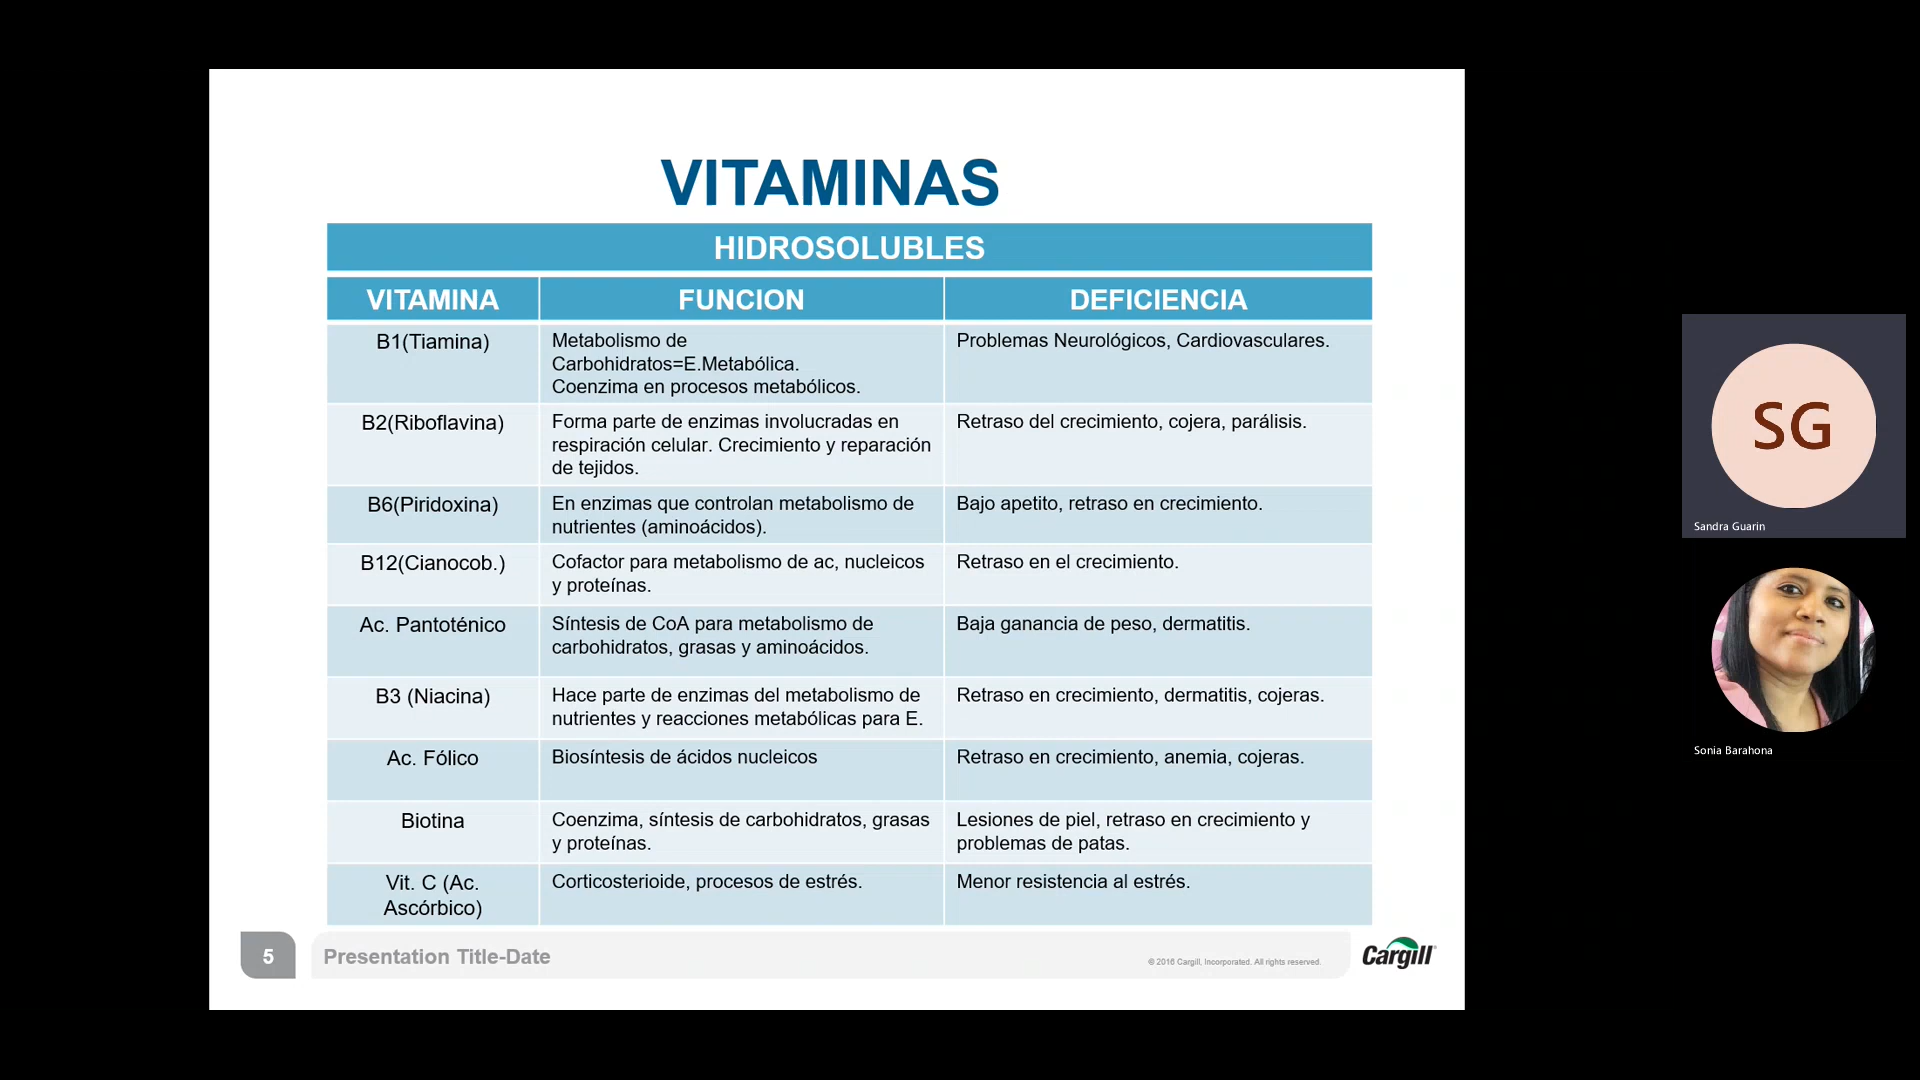 VITAMINAS
HIDROSOLUBLES
VITAMINA FUNCION DEFICIENCIA
B1(Tiamina)
Metabolismo de
Carbohidratos=E.Metabólica.
Coenzima en procesos metabólicos.
Problemas Neurológicos, Cardiovasculares.
B2(Riboflavina)
Forma parte de enzimas involucradas en
respiración celular. Crecimiento y reparación
de tejidos.
Retraso del crecimiento, cojera, parálisis.
B6(Piridoxina)
En enzimas que controlan metabolismo de
nutrientes (aminoácidos).
Bajo apetito, retraso en crecimiento.
B12(Cianocob.)
Cofactor para metabolismo de ac, nucleicos
y proteínas.
Retraso en el crecimiento.
Ac. Pantoténico
Síntesis de CoA para metabolismo de
carbohidratos, grasas y aminoácidos.
Baja ganancia de peso, dermatitis.
B3 (Niacina)
Hace parte de enzimas del metabolismo de
nutrientes y reacciones metabólicas para E.
Retraso en crecimiento, dermatitis, cojeras.
Ac. Fólico
Biosíntesis de ácidos nucleicos
Retraso en crecimiento, anemia, cojeras.
Biotina
Coenzima, síntesis de carbohidratos, grasas
y proteínas.
Lesiones de piel, retraso en crecimiento y
problemas de patas.
Vit. C (Ac.
Ascórbico)
Corticosterioide, procesos de estrés.
Menor resistencia al estrés.
5
Presentation Title-Date
© 2016 Cargill, Incorporated. All rights reserved.
Cargill
SG
Sandra Guarin
Sonia Barahona